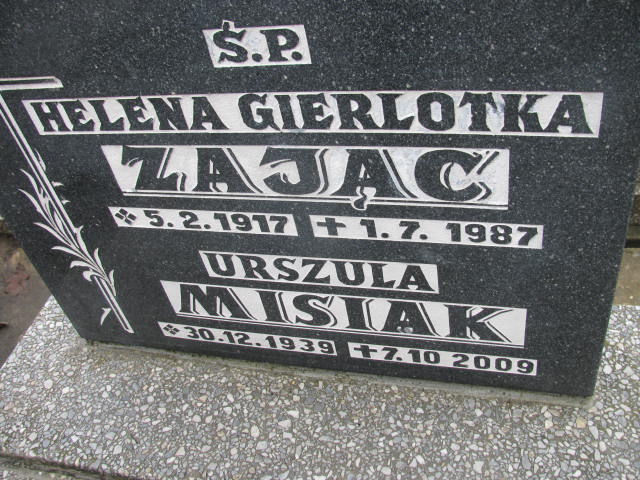 Ś.P.
HELENA GIERLOTKA
ZAJĄC
* 5.2.1917 + 1.7.1987
URSZULA
MISIAK
* 30.12.1939 + 7.10 2009